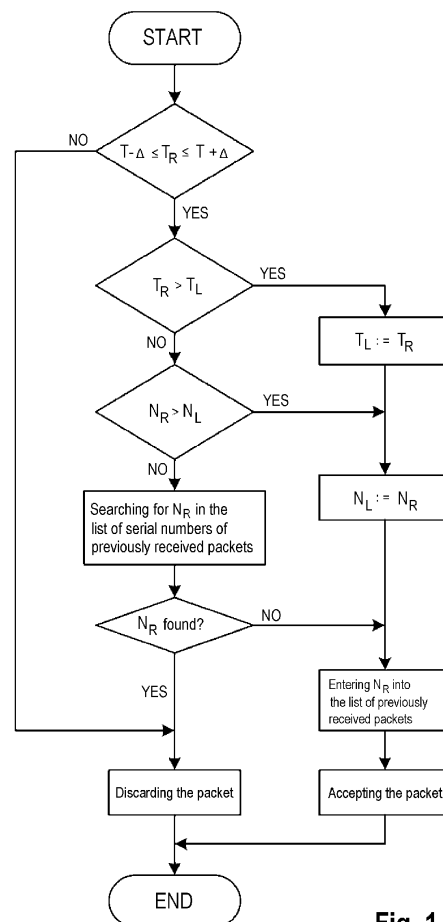 START
NO
T-Δ ≤ TR ≤ T +Δ
YES
TR > TL
YES
NO
TL := TR
NR > NL
YES
NO
Searching for NR in the
list of serial numbers of
previously received packets
NL := NR
NR found?
NO
YES
Entering NR into
the list of previously
received packets
Discarding the packet
Accepting the packet
END
Fig. 1